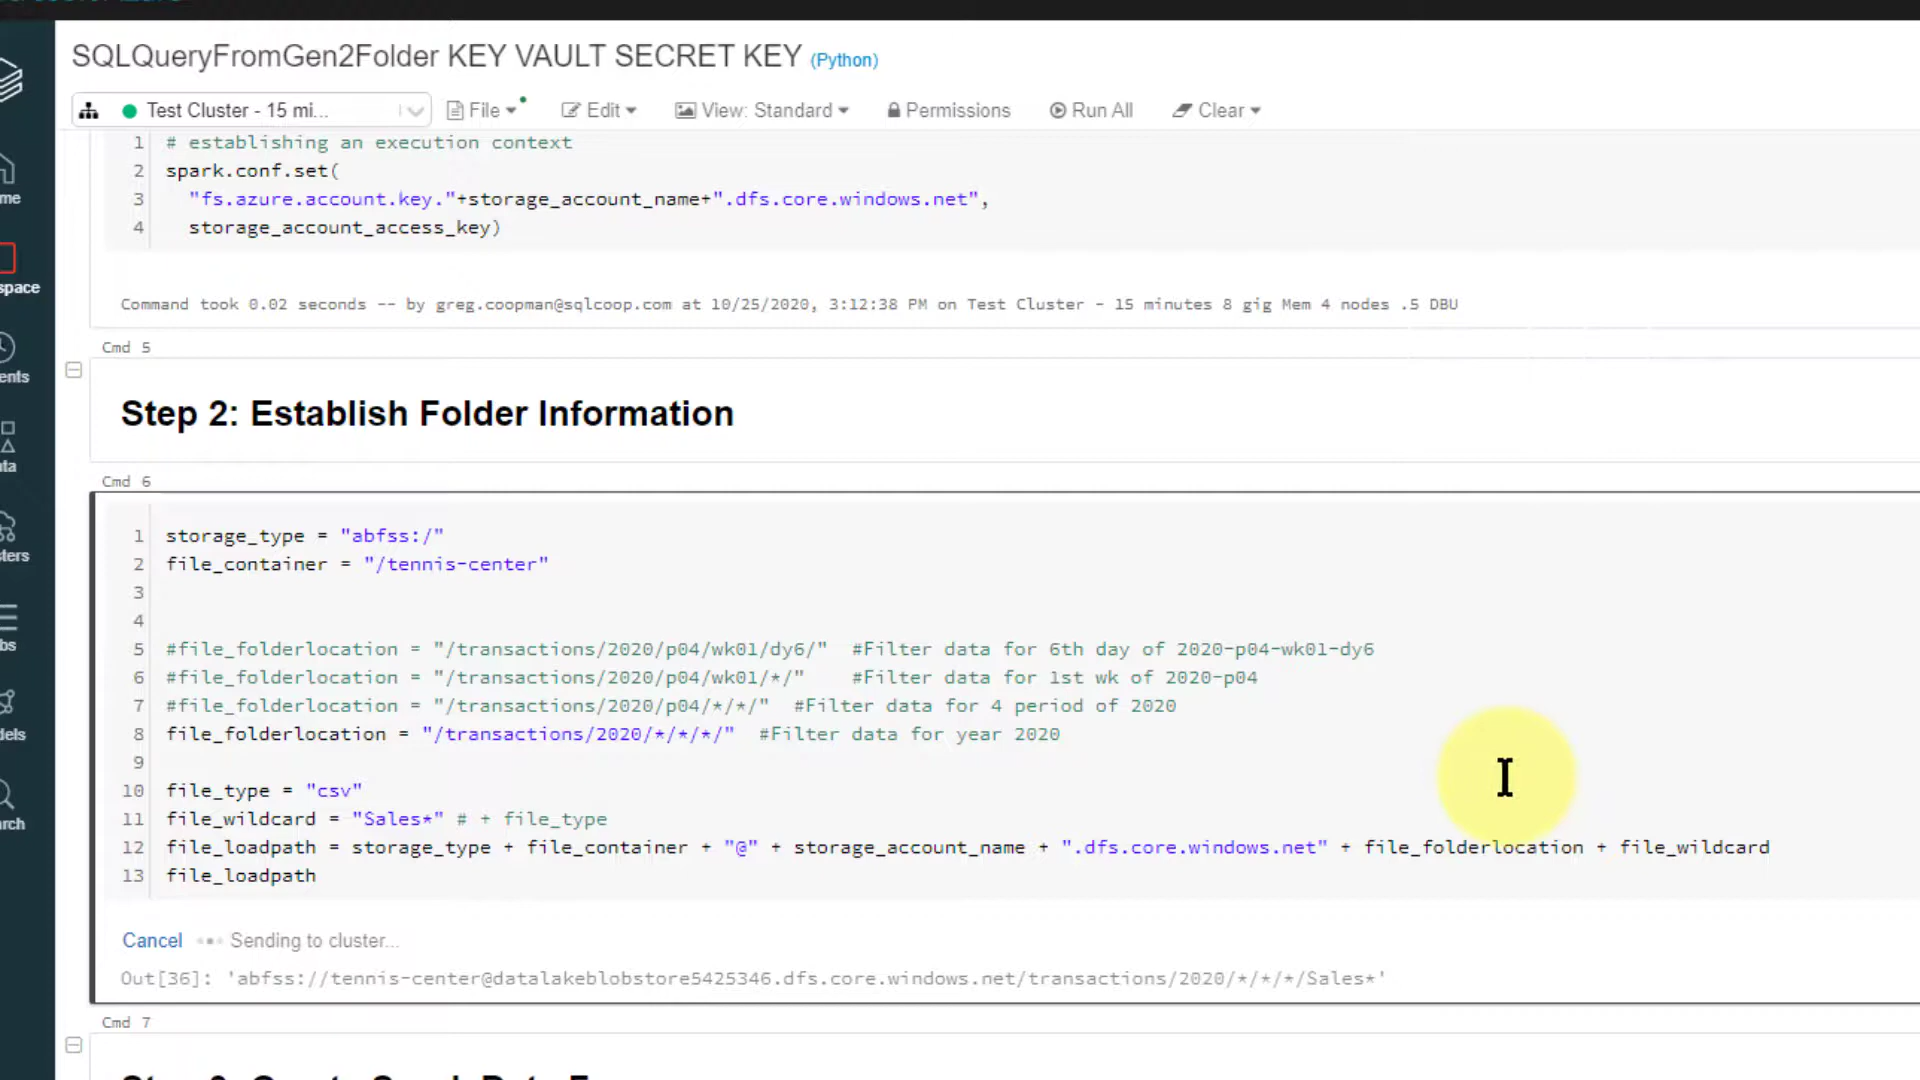 SQLQueryFromGen2Folder KEY VAULT SECRET KEY (Python)
Test Cluster - 15 mi...
File
Edit
View: Standard
Permissions
Run All
Clear
1 # establishing an execution context
2 spark.conf.set(
3 "fs.azure.account.key."+storage_account_name+".dfs.core.windows.net",
4 storage_account_access_key)
Command took 0.02 seconds -- by greg.coopman@sqlcoop.com at 10/25/2020, 3:12:38 PM on Test Cluster - 15 minutes 8 gig Mem 4 nodes .5 DBU
Cmd 5
Step 2: Establish Folder Information
Cmd 6
1 storage_type = "abfss:/"
2 file_container = "/tennis-center"
3
4
5 #file_folderlocation = "/transactions/2020/p04/wk01/dy6/" #Filter data for 6th day of 2020-p04-wk01-dy6
6 #file_folderlocation = "/transactions/2020/p04/wk01/*/" #Filter data for 1st wk of 2020-p04
7 #file_folderlocation = "/transactions/2020/p04/*/*/" #Filter data for 4 period of 2020
8 file_folderlocation = "/transactions/2020/*/*/*/" #Filter data for year 2020
9
10 file_type = "csv"
11 file_wildcard = "Sales*" # + file_type
12 file_loadpath = storage_type + file_container + "@" + storage_account_name + ".dfs.core.windows.net" + file_folderlocation + file_wildcard
13 file_loadpath
Cancel Sending to cluster...
Out[36]: 'abfss://tennis-center@datalakeblobstore5425346.dfs.core.windows.net/transactions/2020/*/*/*/Sales*'
Cmd 7
me
space
ents
ta
ters
bs
dels
arch